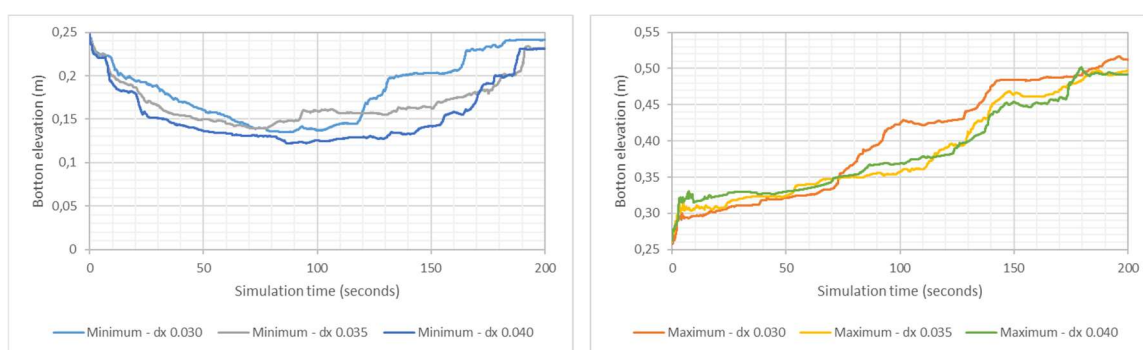 0,25
0,2
0,15
0,1
0,05
0
Botton elevation (m)
0 50 100 150 200
Simulation time (seconds)
Minimum - dx 0.030 Minimum - dx 0.035 Minimum - dx 0.040
0,55
0,50
0,45
0,40
0,35
0,30
0,25
Botton elevation (m)
0 50 100 150 200
Simulation time (seconds)
Maximum - dx 0.030 Maximum - dx 0.035 Maximum - dx 0.040